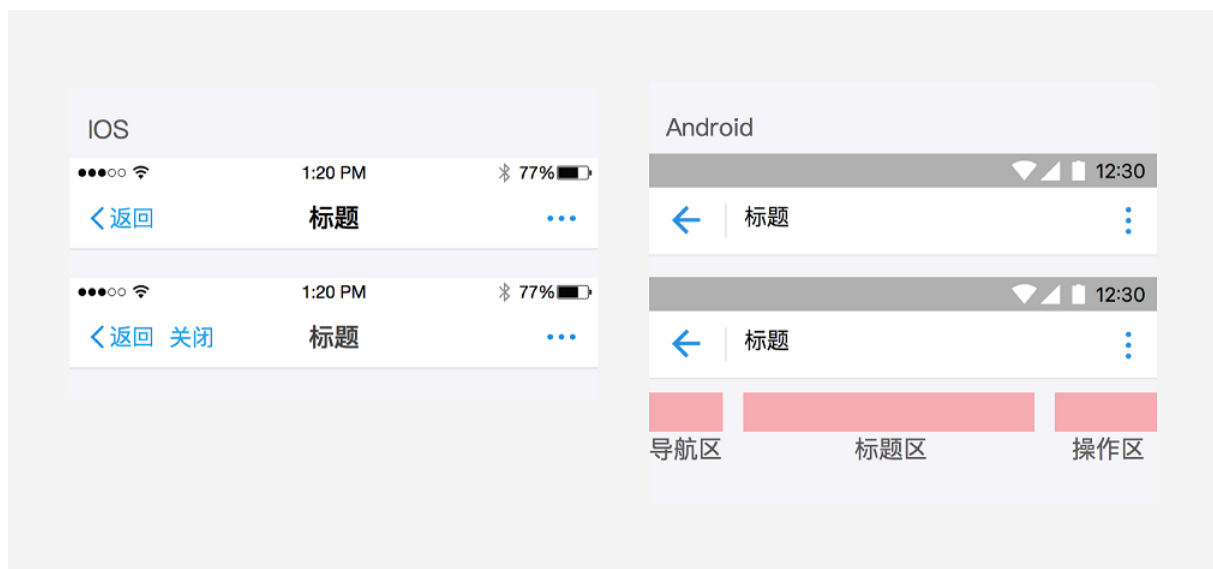 IOS
1:20 PM
77%
返回
标题
1:20 PM
77%
返回 关闭
标题
Android
12:30
标题
12:30
标题
导航区
标题区
操作区